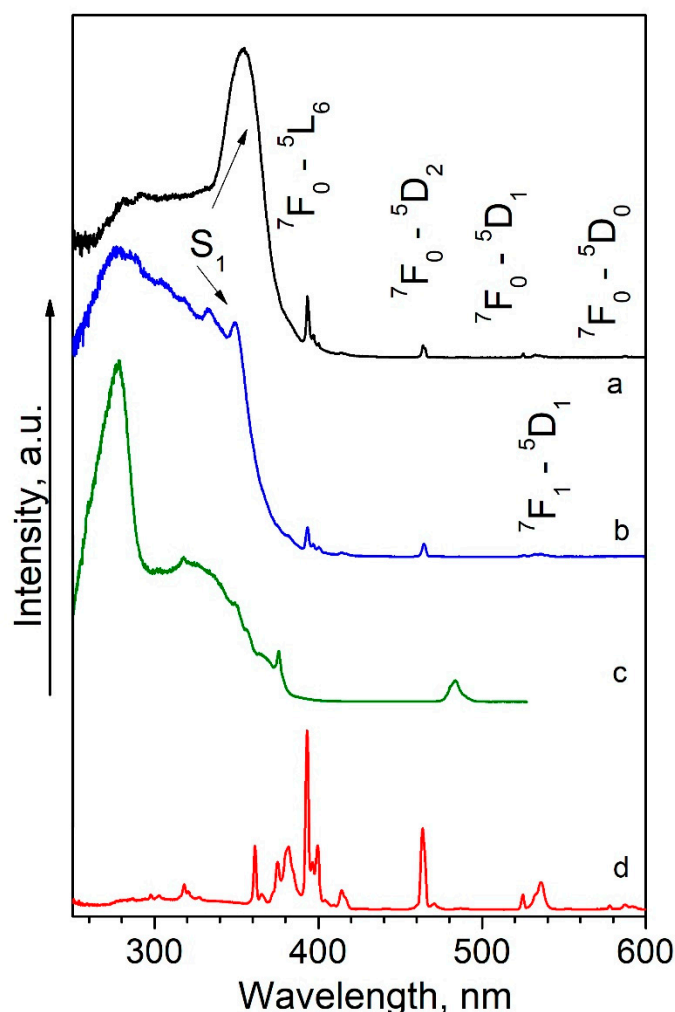 ⁷F₀ - ⁵L₆
⁷F₀ - ⁵D₂
⁷F₀ - ⁵D₁
⁷F₀ - ⁵D₀
S₁
a
⁷F₁ - ⁵D₁
b
c
d
Intensity, a.u.
300 400 500 600
Wavelength, nm